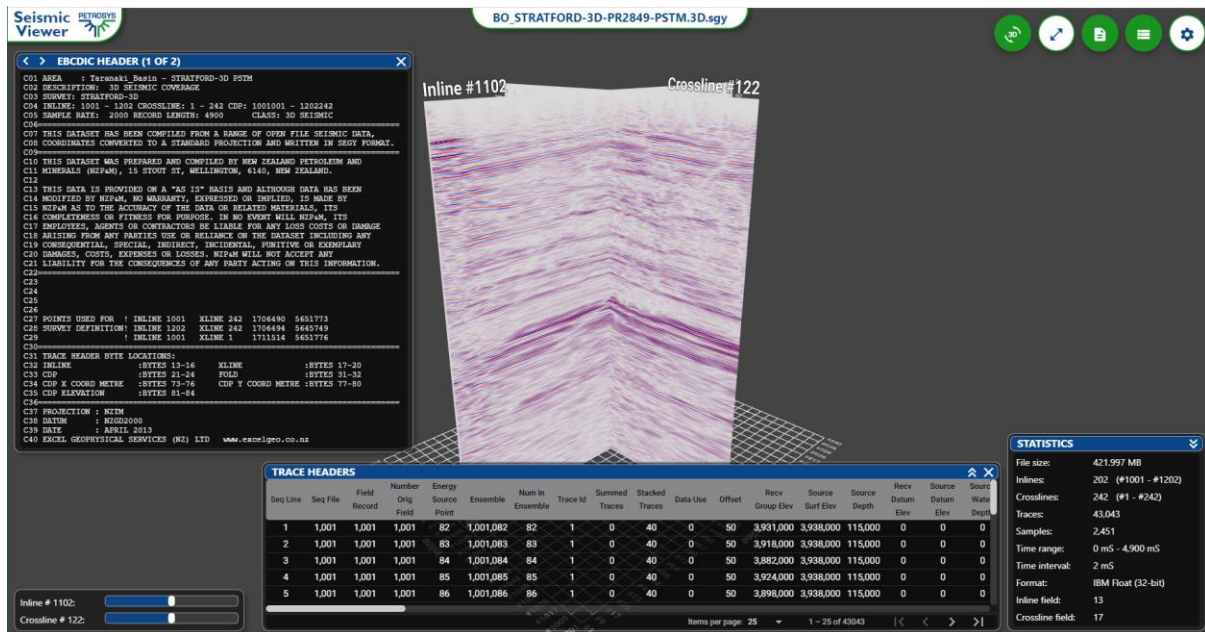 Seismic Viewer
PETROSYS
BO_STRATFORD-3D-PR2849-PSTM.3D.sgy
3D
EBCDIC HEADER (1 OF 2)
C01 AREA : Taranaki_Basin - STRATFORD-3D PSTM
C02 DESCRIPTION: 3D SEISMIC COVERAGE
C03 SURVEY: STRATFORD-3D
C04 INLINE: 1001 - 1202 CROSSLINE: 1 - 242 CDP: 1001001 - 1202242
C05 SAMPLE RATE: 2000 RECORD LENGTH: 4900 CLASS: 3D SEISMIC
C06==========================================================================
C07 THIS DATASET HAS BEEN COMPILED FROM A RANGE OF OPEN FILE SEISMIC DATA,
C08 COORDINATES CONVERTED TO A STANDARD PROJECTION AND WRITTEN IN SEGY FORMAT.
C09==========================================================================
C10 THIS DATASET WAS PREPARED AND COMPILED BY NEW ZEALAND PETROLEUM AND
C11 MINERALS (NZP&M), 15 STOUT ST, WELLINGTON, 6140, NEW ZEALAND.
C12
C13 THIS DATA IS PROVIDED ON A "AS IS" BASIS AND ALTHOUGH DATA HAS BEEN
C14 MODIFIED BY NZP&M, NO WARRANTY, EXPRESSED OR IMPLIED, IS MADE BY
C15 NZP&M AS TO THE ACCURACY OF THE DATA OR RELATED MATERIALS, ITS
C16 COMPLETENESS OR FITNESS FOR PURPOSE. IN NO EVENT WILL NZP&M, ITS
C17 EMPLOYEES, AGENTS OR CONTRACTORS BE LIABLE FOR ANY LOSS COSTS OR DAMAGE
C18 ARISING FROM ANY PARTIES USE OR RELIANCE ON THE DATASET INCLUDING ANY
C19 CONSEQUENTIAL, SPECIAL, INDIRECT, INCIDENTAL, PUNITIVE OR EXEMPLARY
C20 DAMAGES, COSTS, EXPENSES OR LOSSES. NZP&M WILL NOT ACCEPT ANY
C21 LIABILITY FOR THE CONSEQUENCES OF ANY PARTY ACTING ON THIS INFORMATION.
C22==========================================================================
C23
C24
C25
C26
C27 POINTS USED FOR ! INLINE 1001 XLINE 242 1706490 5651773
C28 SURVEY DEFINITION! INLINE 1202 XLINE 242 1706494 5645749
C29 ! INLINE 1001 XLINE 1 1711514 5651776
C30==========================================================================
C31 TRACE HEADER BYTE LOCATIONS:
C32 INLINE :BYTES 13-16 XLINE :BYTES 17-20
C33 CDP :BYTES 21-24 FOLD :BYTES 31-32
C34 CDP X COORD METRE :BYTES 73-76 CDP Y COORD METRE :BYTES 77-80
C35 CDP ELEVATION :BYTES 81-84
C36==========================================================================
C37 PROJECTION : NZTM
C38 DATUM : NZGD2000
C39 DATE : APRIL 2013
C40 EXCEL GEOPHYSICAL SERVICES (NZ) LTD www.excelgeo.co.nz
Inline #1102
Crossline #122
TRACE HEADERS
Seq Line Seq File Field Record Number Orig Field Energy Source Point Ensemble Num In Ensemble Trace Id Summed Traces Stacked Traces Data Use Offset Recv Group Elev Source Surf Elev Source Depth Recv Datum Elev Source Datum Elev Source Water Depth
1 1,001 1,001 1,001 82 1,001,082 82 1 0 40 0 50 3,931,000 3,938,000 115,000 0 0 0
2 1,001 1,001 1,001 83 1,001,083 83 1 0 40 0 50 3,918,000 3,938,000 115,000 0 0 0
3 1,001 1,001 1,001 84 1,001,084 84 1 0 40 0 50 3,882,000 3,938,000 115,000 0 0 0
4 1,001 1,001 1,001 85 1,001,085 85 1 0 40 0 50 3,924,000 3,938,000 115,000 0 0 0
5 1,001 1,001 1,001 86 1,001,086 86 1 0 40 0 50 3,898,000 3,938,000 115,000 0 0 0
Items per page: 25 1 – 25 of 43043
STATISTICS
File size: 421.997 MB
Inlines: 202 (#1001 - #1202)
Crosslines: 242 (#1 - #242)
Traces: 43,043
Samples: 2,451
Time range: 0 mS - 4,900 mS
Time interval: 2 mS
Format: IBM Float (32-bit)
Inline field: 13
Crossline field: 17
Inline # 1102:
Crossline # 122: